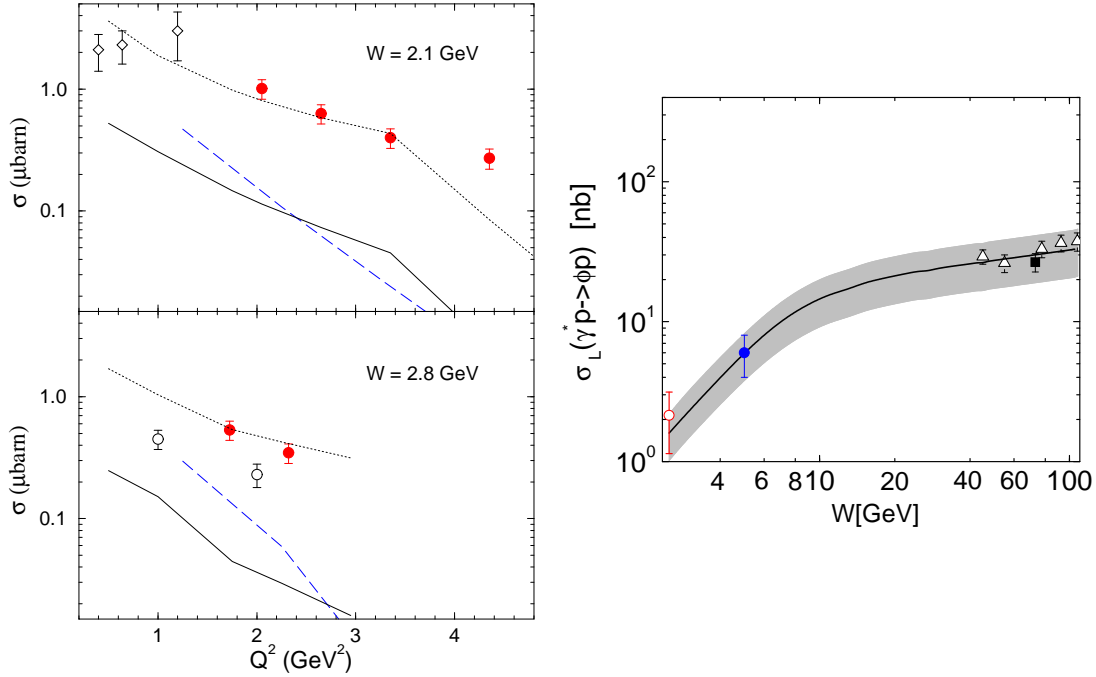 W = 2.1 GeV
1.0
0.1
σ (μbarn)
W = 2.8 GeV
1.0
0.1
σ (μbarn)
1 2 3 4
Q² (GeV²)
σ_L(γ*p->ϕp) [nb]
10²
10¹
10⁰
4 6 8 10 20 40 60 100
W[GeV]